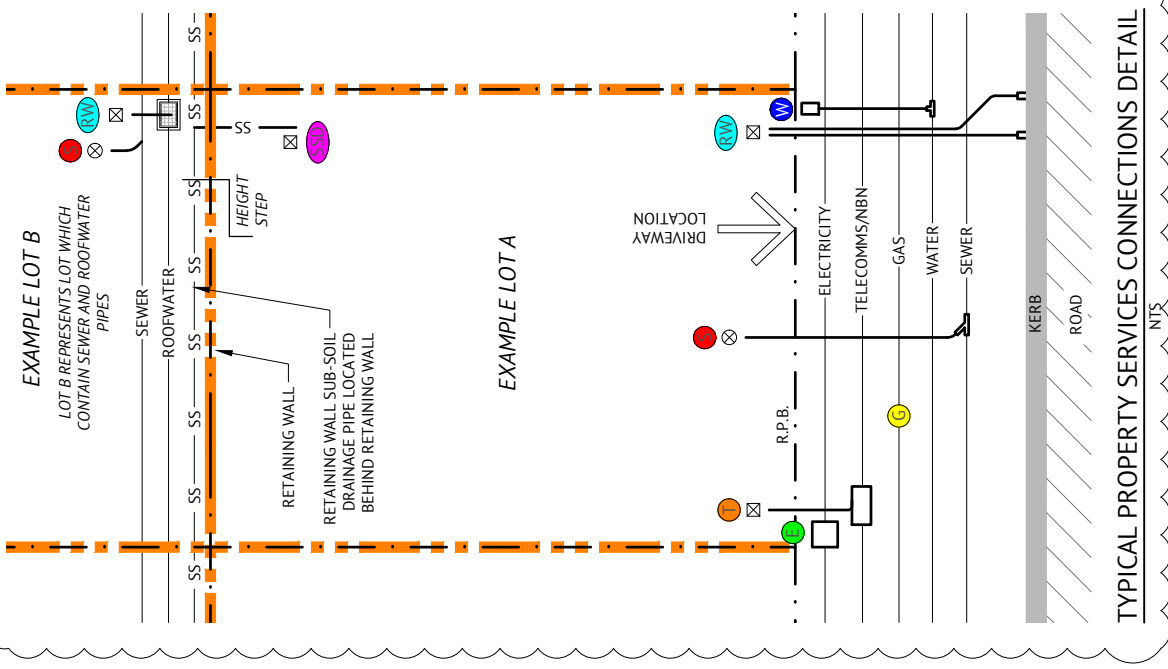 EXAMPLE LOT B
LOT B REPRESENTS LOT WHICH
CONTAIN SEWER AND ROOFWATER
PIPES
S
RW
SEWER
ROOFWATER
SS
SS
SS
SS
SS
SS
SS
SS
SS
SSD
HEIGHT
STEP
RETAINING WALL
RETAINING WALL SUB-SOIL
DRAINAGE PIPE LOCATED
BEHIND RETAINING WALL
EXAMPLE LOT A
DRIVEWAY
LOCATION
S
RW
W
T
E
G
R.P.B.
ELECTRICITY
TELECOMMS/NBN
GAS
WATER
SEWER
KERB
ROAD
TYPICAL PROPERTY SERVICES CONNECTIONS DETAIL
NTS